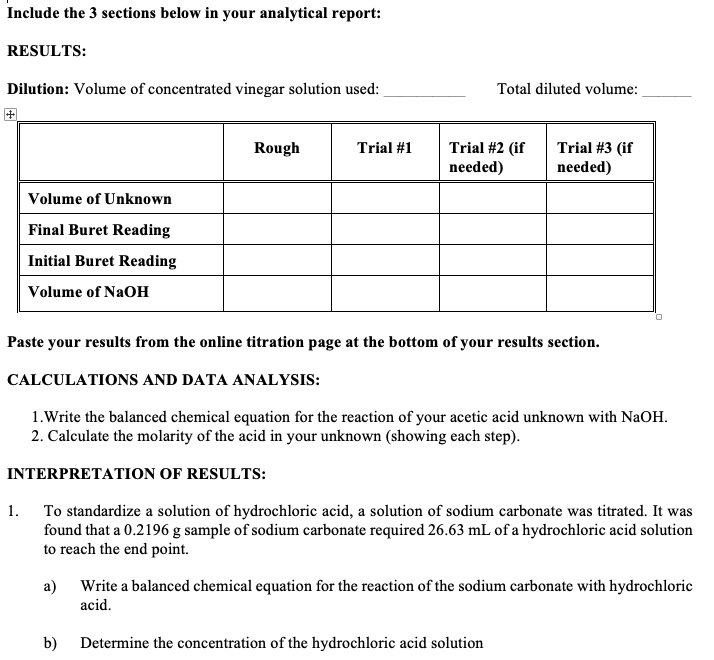 Include the 3 sections below in your analytical report:
RESULTS:
Dilution: Volume of concentrated vinegar solution used: __________ Total diluted volume: ______
Rough Trial #1 Trial #2 (if needed) Trial #3 (if needed)
Volume of Unknown
Final Buret Reading
Initial Buret Reading
Volume of NaOH
Paste your results from the online titration page at the bottom of your results section.
CALCULATIONS AND DATA ANALYSIS:
1.Write the balanced chemical equation for the reaction of your acetic acid unknown with NaOH.
2. Calculate the molarity of the acid in your unknown (showing each step).
INTERPRETATION OF RESULTS:
1. To standardize a solution of hydrochloric acid, a solution of sodium carbonate was titrated. It was
found that a 0.2196 g sample of sodium carbonate required 26.63 mL of a hydrochloric acid solution
to reach the end point.
a) Write a balanced chemical equation for the reaction of the sodium carbonate with hydrochloric
acid.
b) Determine the concentration of the hydrochloric acid solution